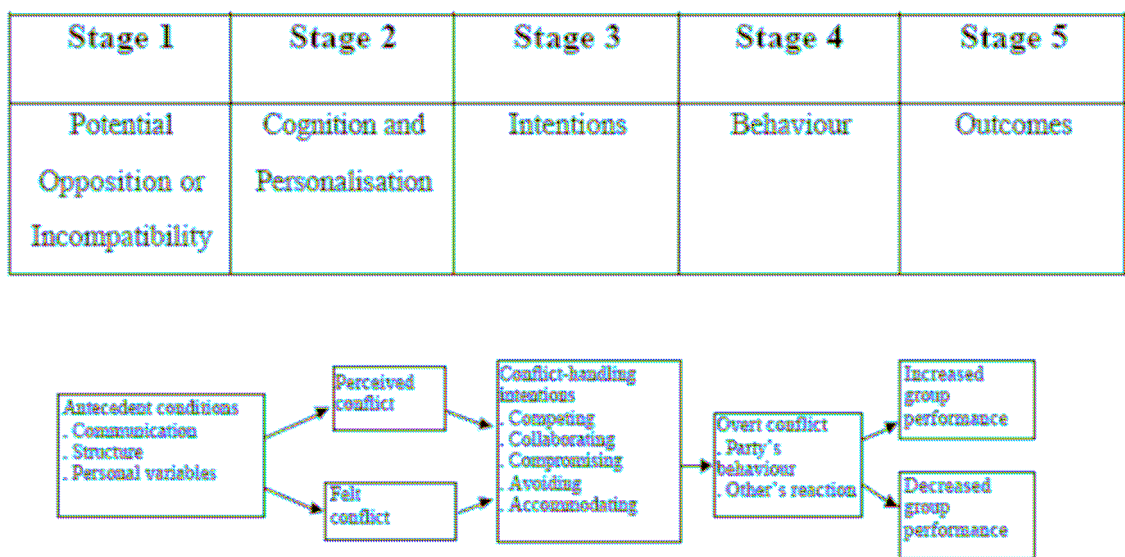 Stage 1
Stage 2
Stage 3
Stage 4
Stage 5
Potential
Opposition or
Incompatibility
Cognition and
Personalisation
Intentions
Behaviour
Outcomes
Antecedent conditions
. Communication
. Structure
. Personal variables
Perceived
conflict
Felt
conflict
Conflict-handling
intentions
. Competing
. Collaborating
. Compromising
. Avoiding
. Accommodating
Overt conflict
. Party's
behaviour
. Other's reaction
Increased
group
performance
Decreased
group
performance